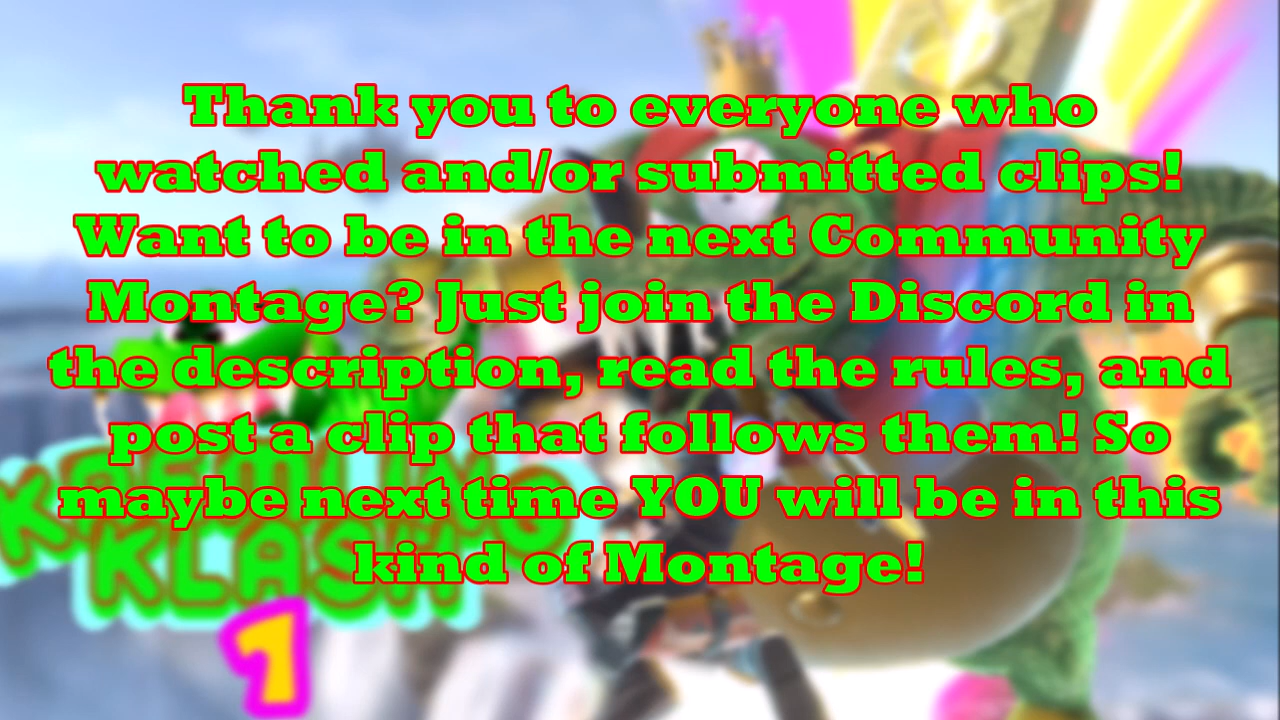 Thank you to everyone who
watched and/or submitted clips!
Want to be in the next Community
Montage? Just join the Discord in
the description, read the rules, and
post a clip that follows them! So
maybe next time YOU will be in this
kind of Montage!
KREMLING
KLASH
1